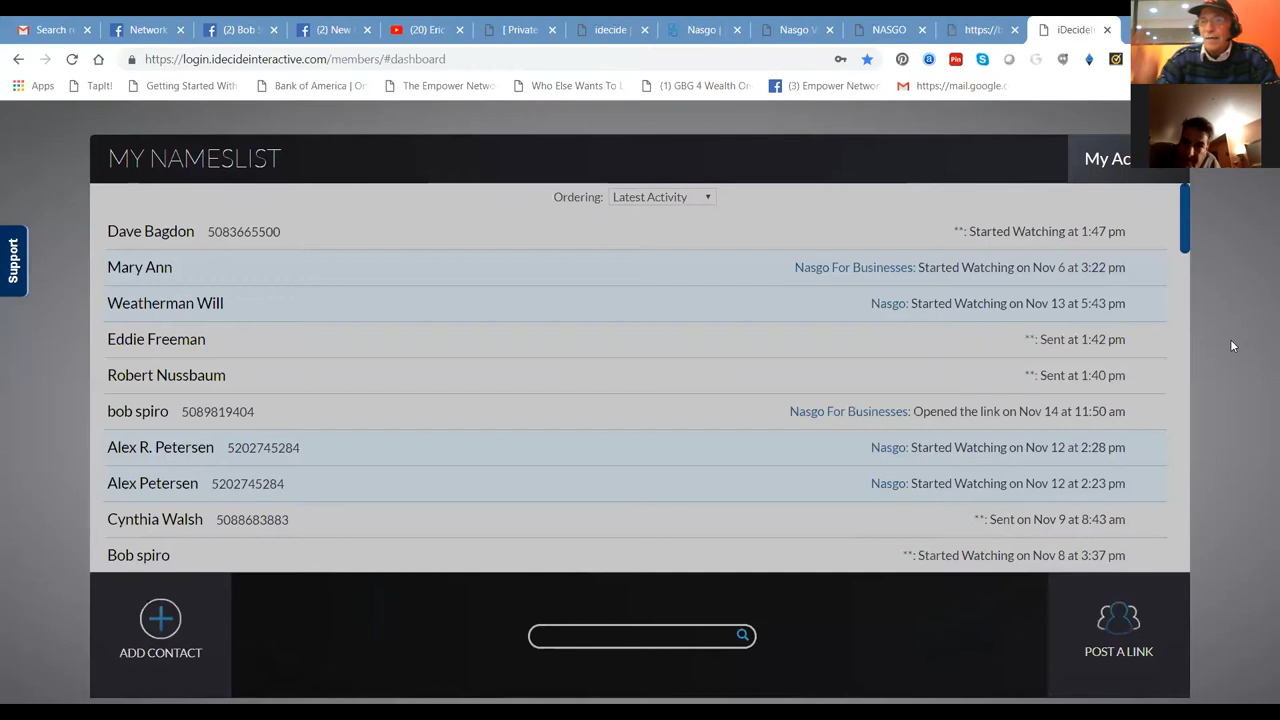 Search r
Network
(2) Bob S
(2) New
(20) Eric
[ Private
idecide
Nasgo |
Nasgo V
NASGO
https://b
iDecide
https://login.idecideinteractive.com/members/#dashboard
Apps
TapIt!
Getting Started With
Bank of America | On
The Empower Netwo
Who Else Wants To L
(1) GBG 4 Wealth On
(3) Empower Networ
https://mail.google.c
MY NAMESLIST
My Ac
Ordering: Latest Activity
Support
Dave Bagdon 5083665500 **: Started Watching at 1:47 pm
Mary Ann Nasgo For Businesses: Started Watching on Nov 6 at 3:22 pm
Weatherman Will Nasgo: Started Watching on Nov 13 at 5:43 pm
Eddie Freeman **: Sent at 1:42 pm
Robert Nussbaum **: Sent at 1:40 pm
bob spiro 5089819404 Nasgo For Businesses: Opened the link on Nov 14 at 11:50 am
Alex R. Petersen 5202745284 Nasgo: Started Watching on Nov 12 at 2:28 pm
Alex Petersen 5202745284 Nasgo: Started Watching on Nov 12 at 2:23 pm
Cynthia Walsh 5088683883 **: Sent on Nov 9 at 8:43 am
Bob spiro **: Started Watching on Nov 8 at 3:37 pm
ADD CONTACT
POST A LINK